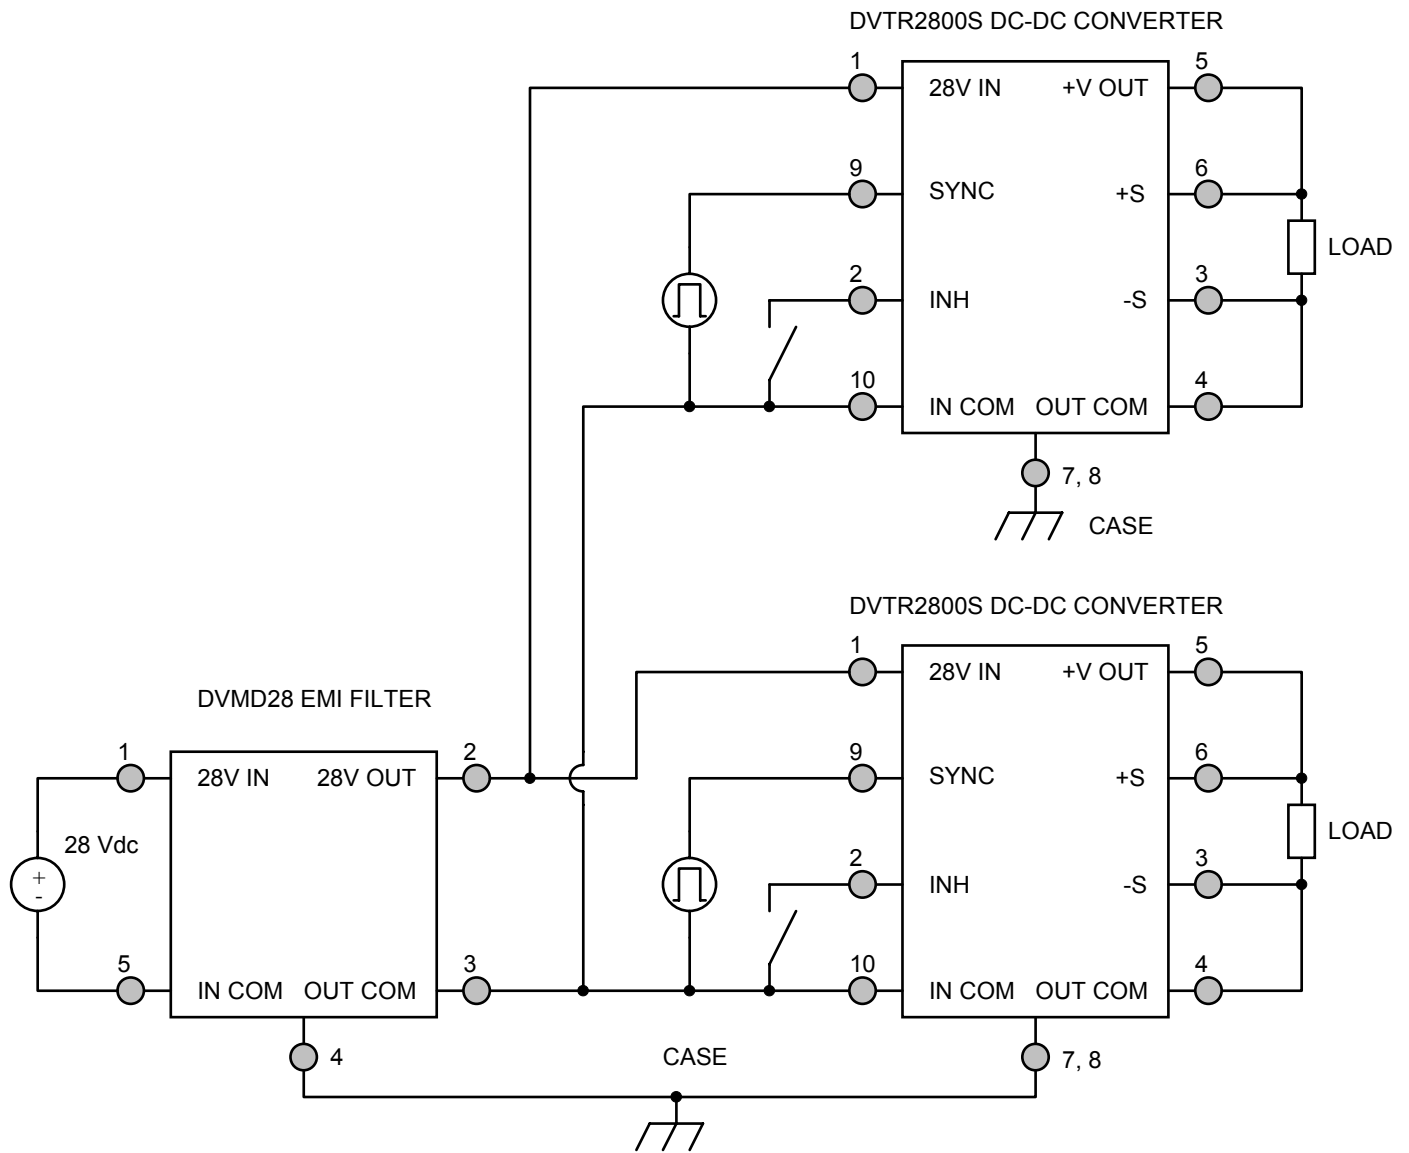 DVTR2800S DC-DC CONVERTER
1
28V IN
+V OUT
5
9
SYNC
+S
6
LOAD
2
INH
-S
3
10
IN COM
OUT COM
4
7, 8
CASE
DVTR2800S DC-DC CONVERTER
1
28V IN
+V OUT
5
9
SYNC
+S
6
LOAD
2
INH
-S
3
10
IN COM
OUT COM
4
7, 8
DVMD28 EMI FILTER
1
28V IN
28V OUT
2
28 Vdc
+
-
5
IN COM
OUT COM
3
4
CASE